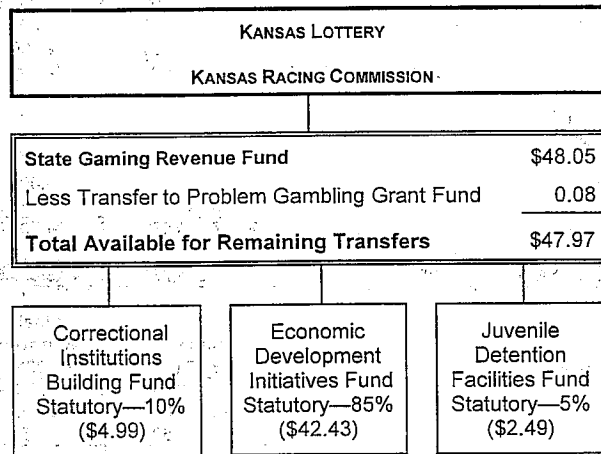 KANSAS LOTTERY
KANSAS RACING COMMISSION
State Gaming Revenue Fund $48.05
Less Transfer to Problem Gambling Grant Fund 0.08
Total Available for Remaining Transfers $47.97
Correctional
Institutions
Building Fund
Statutory—10%
($4.99)
Economic
Development
Initiatives Fund
Statutory—85%
($42.43)
Juvenile
Detention
Facilities Fund
Statutory—5%
($2.49)